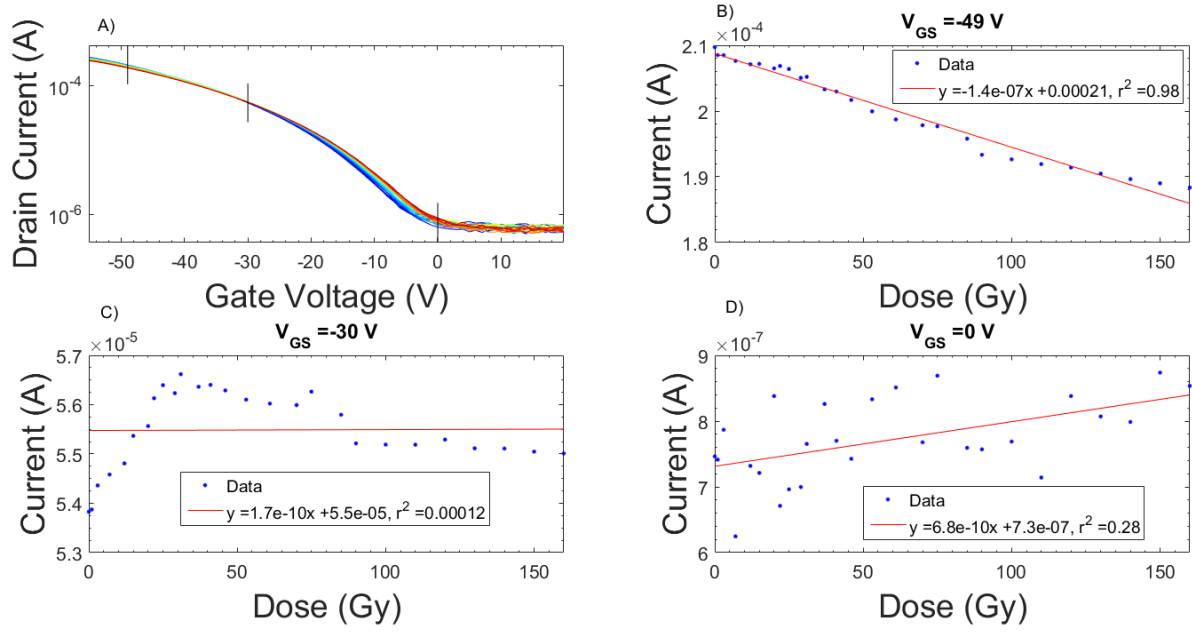 A)
Drain Current (A)
10^-4
10^-6
-50 -40 -30 -20 -10 0 10
Gate Voltage (V)
B)
V_GS =-49 V
×10^-4
Current (A)
2.1
2
1.9
1.8
Data
y =-1.4e-07x +0.00021, r^2 =0.98
0 50 100 150
Dose (Gy)
C)
V_GS =-30 V
×10^-5
Current (A)
5.7
5.6
5.5
5.4
5.3
Data
y =1.7e-10x +5.5e-05, r^2 =0.00012
0 50 100 150
Dose (Gy)
D)
V_GS =0 V
×10^-7
Current (A)
9
8
7
6
Data
y =6.8e-10x +7.3e-07, r^2 =0.28
0 50 100 150
Dose (Gy)